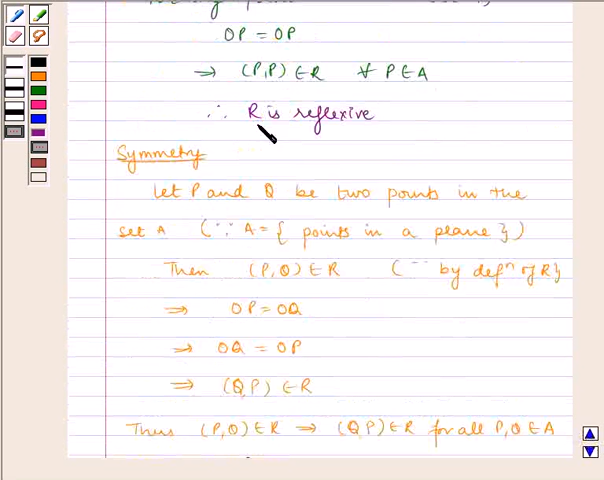 OP = OP
⇒ (P,P) ∈ R ∀ P ∈ A
∴ R is reflexive
Symmetry
Let P and Q be two points in the
set A (∵ A = { points in a plane })
Then (P, Q) ∈ R (∵ by defⁿ of R}
⇒ OP = OQ
⇒ OQ = OP
⇒ (Q,P) ∈ R
Thus (P, Q) ∈ R ⇒ (Q,P) ∈ R for all P, Q ∈ A